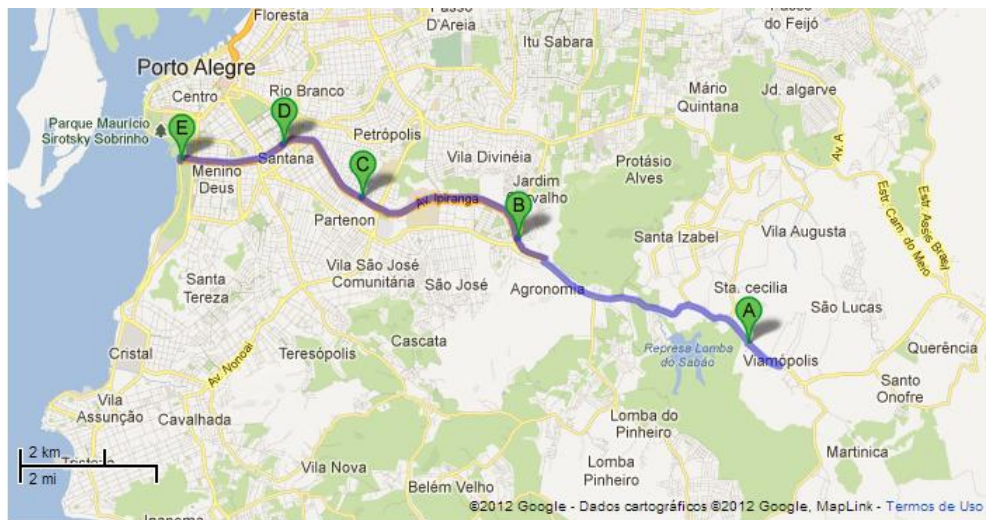 Floresta
Passo
D'Areia
Passo
do Feijó
Itu Sabara
Porto Alegre
Centro
Rio Branco
Mário
Quintana
Jd. algarve
D
Parque Maurício
Sirotsky Sobrinho
E
Petrópolis
Av. A
Santana
Vila Divinéia
Protásio
Alves
C
Menino
Deus
Jardim
Carvalho
B
Av. Ipiranga
Partenon
Estr. Cam. do Meio
Estr. Assis Brasil
Vila Augusta
Santa Izabel
Vila São José
Comunitária
São José
Santa
Tereza
Agronomia
Sta. cecilia
A
São Lucas
Cascata
Represa Lomba
do Sabão
Querência
Cristal
Av. Nonoai
Teresópolis
Viamópolis
Santo
Onofre
Vila
Assunção
Cavalhada
Lomba do
Pinheiro
2 km
2 mi
Martinica
Vila Nova
Lomba
Pinheiro
Belém Velho
©2012 Google - Dados cartográficos ©2012 Google, MapLink - Termos de Uso